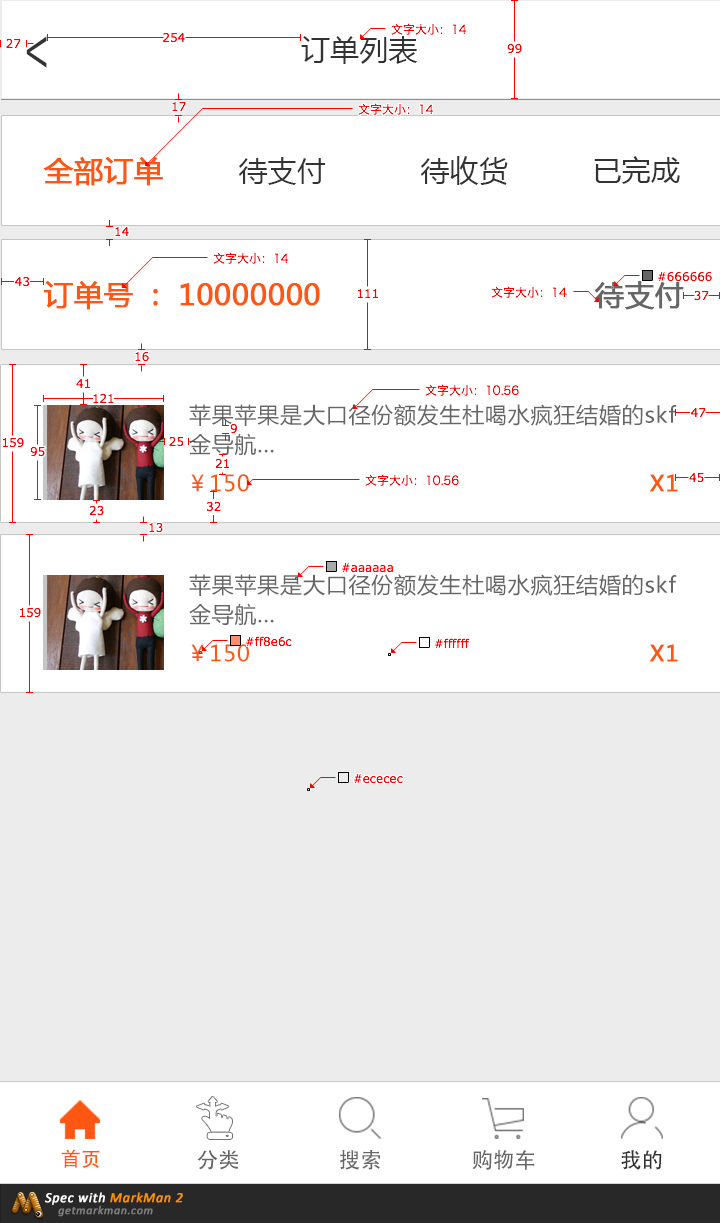 文字大小: 14
27
254
<
订单列表
99
17
文字大小: 14
全部订单 待支付 待收货 已完成
14
文字大小: 14
#666666
43
订单号 : 10000000
111
文字大小: 14
待支付
37
16
41
文字大小: 10.56
121
苹果苹果是大口径份额发生杜喝水疯狂结婚的skf
47
9
159
95
25
金导航...
21
¥150
文字大小: 10.56
X1
45
32
23
13
#aaaaaa
苹果苹果是大口径份额发生杜喝水疯狂结婚的skf
159
金导航...
#ff8e6c
#ffffff
¥150
X1
#ececec
首页 分类 搜索 购物车 我的
Spec with MarkMan 2
getmarkman.com